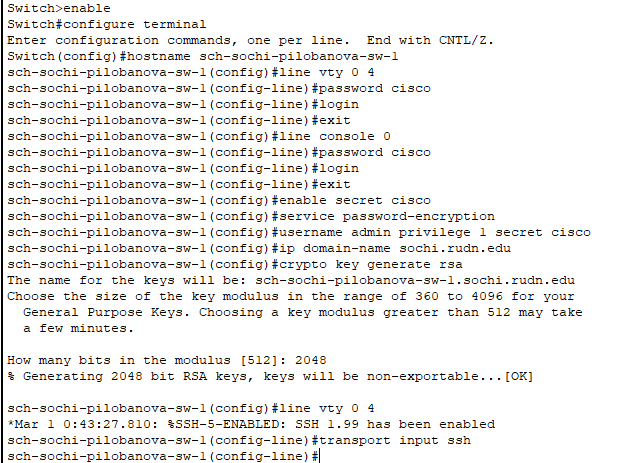 Switch>enable
Switch#configure terminal
Enter configuration commands, one per line.  End with CNTL/Z.
Switch(config)#hostname sch-sochi-pilobanova-sw-1
sch-sochi-pilobanova-sw-1(config)#line vty 0 4
sch-sochi-pilobanova-sw-1(config-line)#password cisco
sch-sochi-pilobanova-sw-1(config-line)#login
sch-sochi-pilobanova-sw-1(config-line)#exit
sch-sochi-pilobanova-sw-1(config)#line console 0
sch-sochi-pilobanova-sw-1(config-line)#password cisco
sch-sochi-pilobanova-sw-1(config-line)#login
sch-sochi-pilobanova-sw-1(config-line)#exit
sch-sochi-pilobanova-sw-1(config)#enable secret cisco
sch-sochi-pilobanova-sw-1(config)#service password-encryption
sch-sochi-pilobanova-sw-1(config)#username admin privilege 1 secret cisco
sch-sochi-pilobanova-sw-1(config)#ip domain-name sochi.rudn.edu
sch-sochi-pilobanova-sw-1(config)#crypto key generate rsa
The name for the keys will be: sch-sochi-pilobanova-sw-1.sochi.rudn.edu
Choose the size of the key modulus in the range of 360 to 4096 for your
  General Purpose Keys. Choosing a key modulus greater than 512 may take
  a few minutes.

How many bits in the modulus [512]: 2048
% Generating 2048 bit RSA keys, keys will be non-exportable...[OK]

sch-sochi-pilobanova-sw-1(config)#line vty 0 4
*Mar 1 0:43:27.810: %SSH-5-ENABLED: SSH 1.99 has been enabled
sch-sochi-pilobanova-sw-1(config-line)#transport input ssh
sch-sochi-pilobanova-sw-1(config-line)#